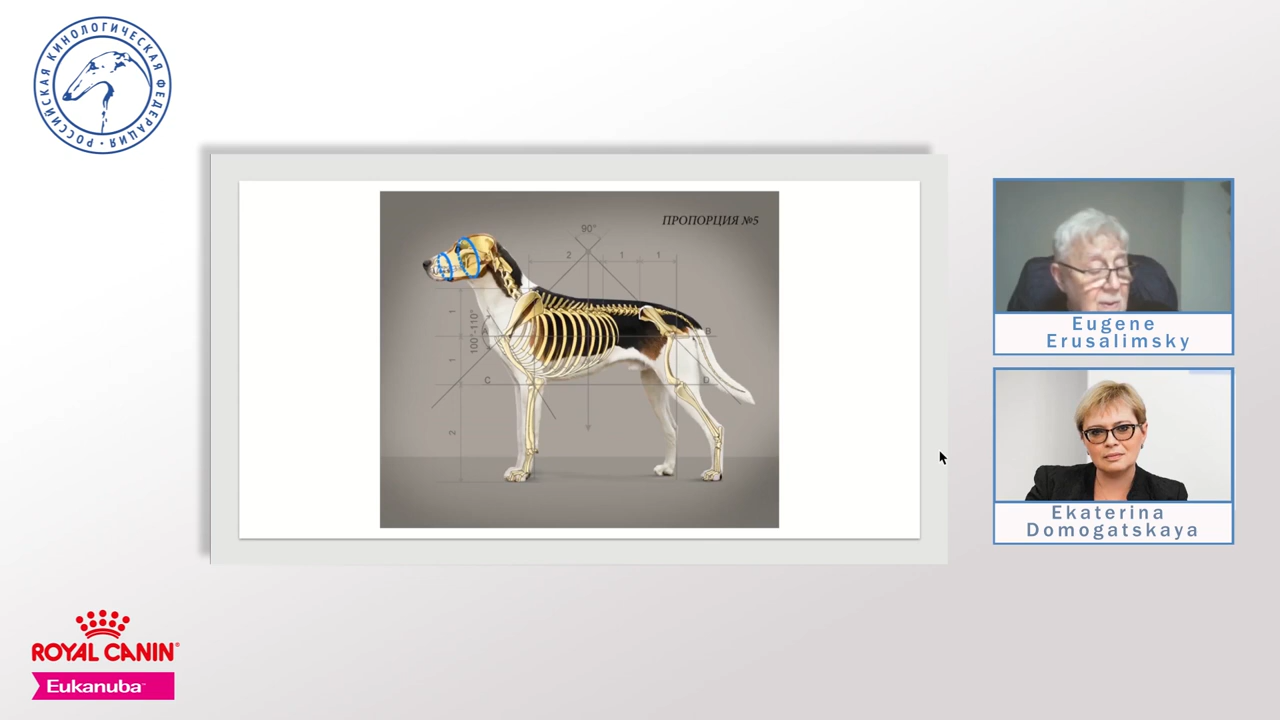 РОССИЙСКАЯ КИНОЛОГИЧЕСКАЯ ФЕДЕРАЦИЯ
ПРОПОРЦИЯ №5
90°
2
1
1
1
100°-110°
A
B
1
C
D
2
Eugene
Erusalimsky
Ekaterina
Domogatskaya
ROYAL CANIN®
Eukanuba™